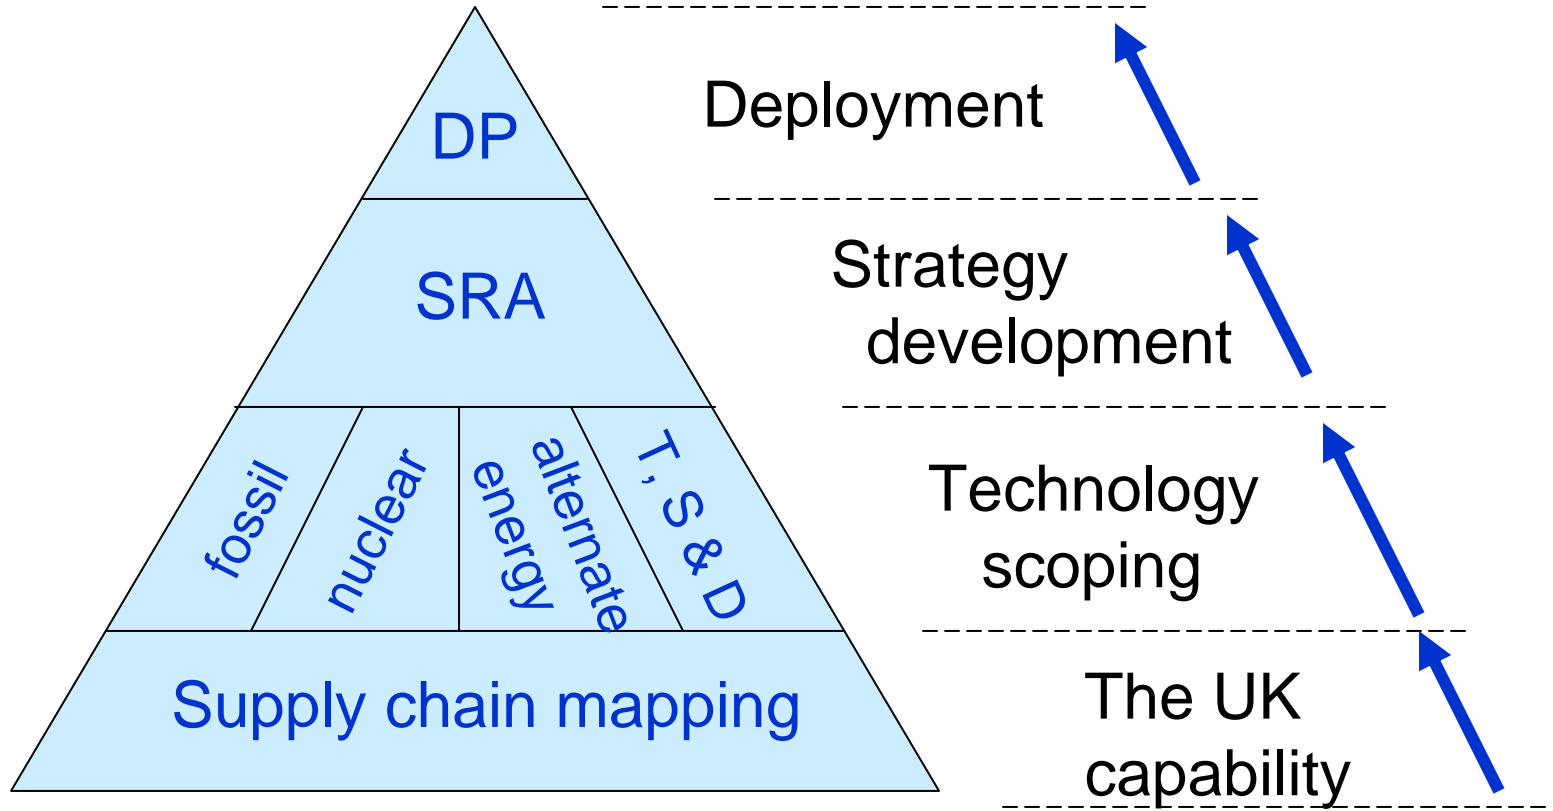 DP
Deployment
SRA
Strategy
development
fossil
nuclear
alternate
energy
T, S & D
Technology
scoping
Supply chain mapping
The UK
capability